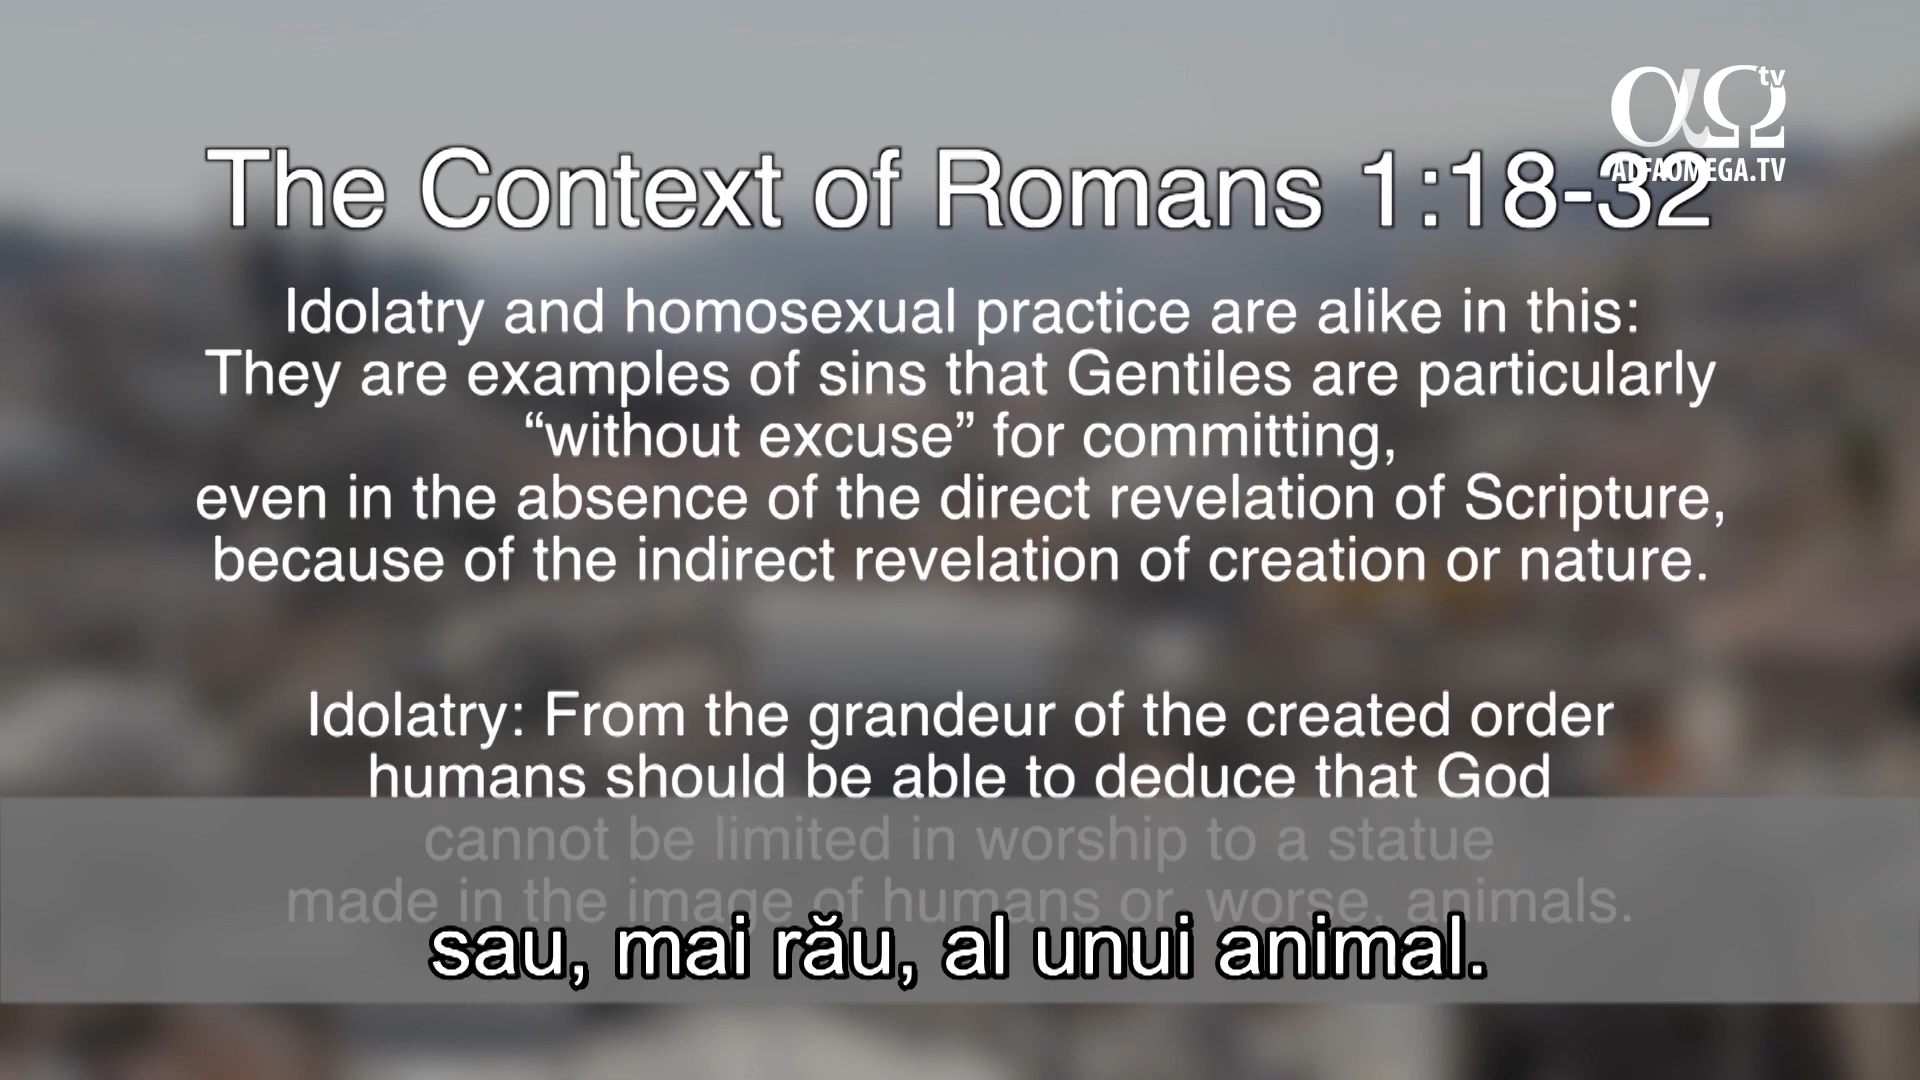 αΩ tv
ALFAOMEGA.TV
The Context of Romans 1:18-32
Idolatry and homosexual practice are alike in this:
They are examples of sins that Gentiles are particularly
“without excuse” for committing,
even in the absence of the direct revelation of Scripture,
because of the indirect revelation of creation or nature.
Idolatry: From the grandeur of the created order
humans should be able to deduce that God
cannot be limited in worship to a statue
made in the image of humans or, worse, animals.
sau, mai rău, al unui animal.